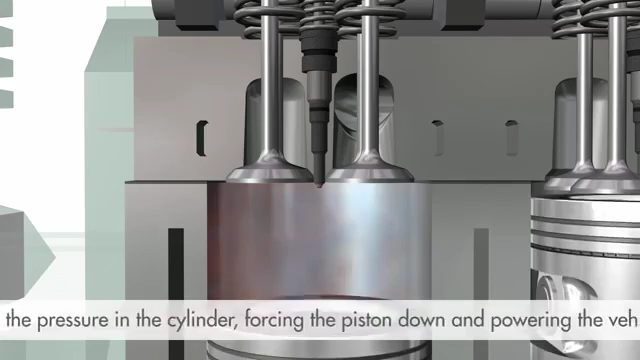 the pressure in the cylinder, forcing the piston down and powering the veh